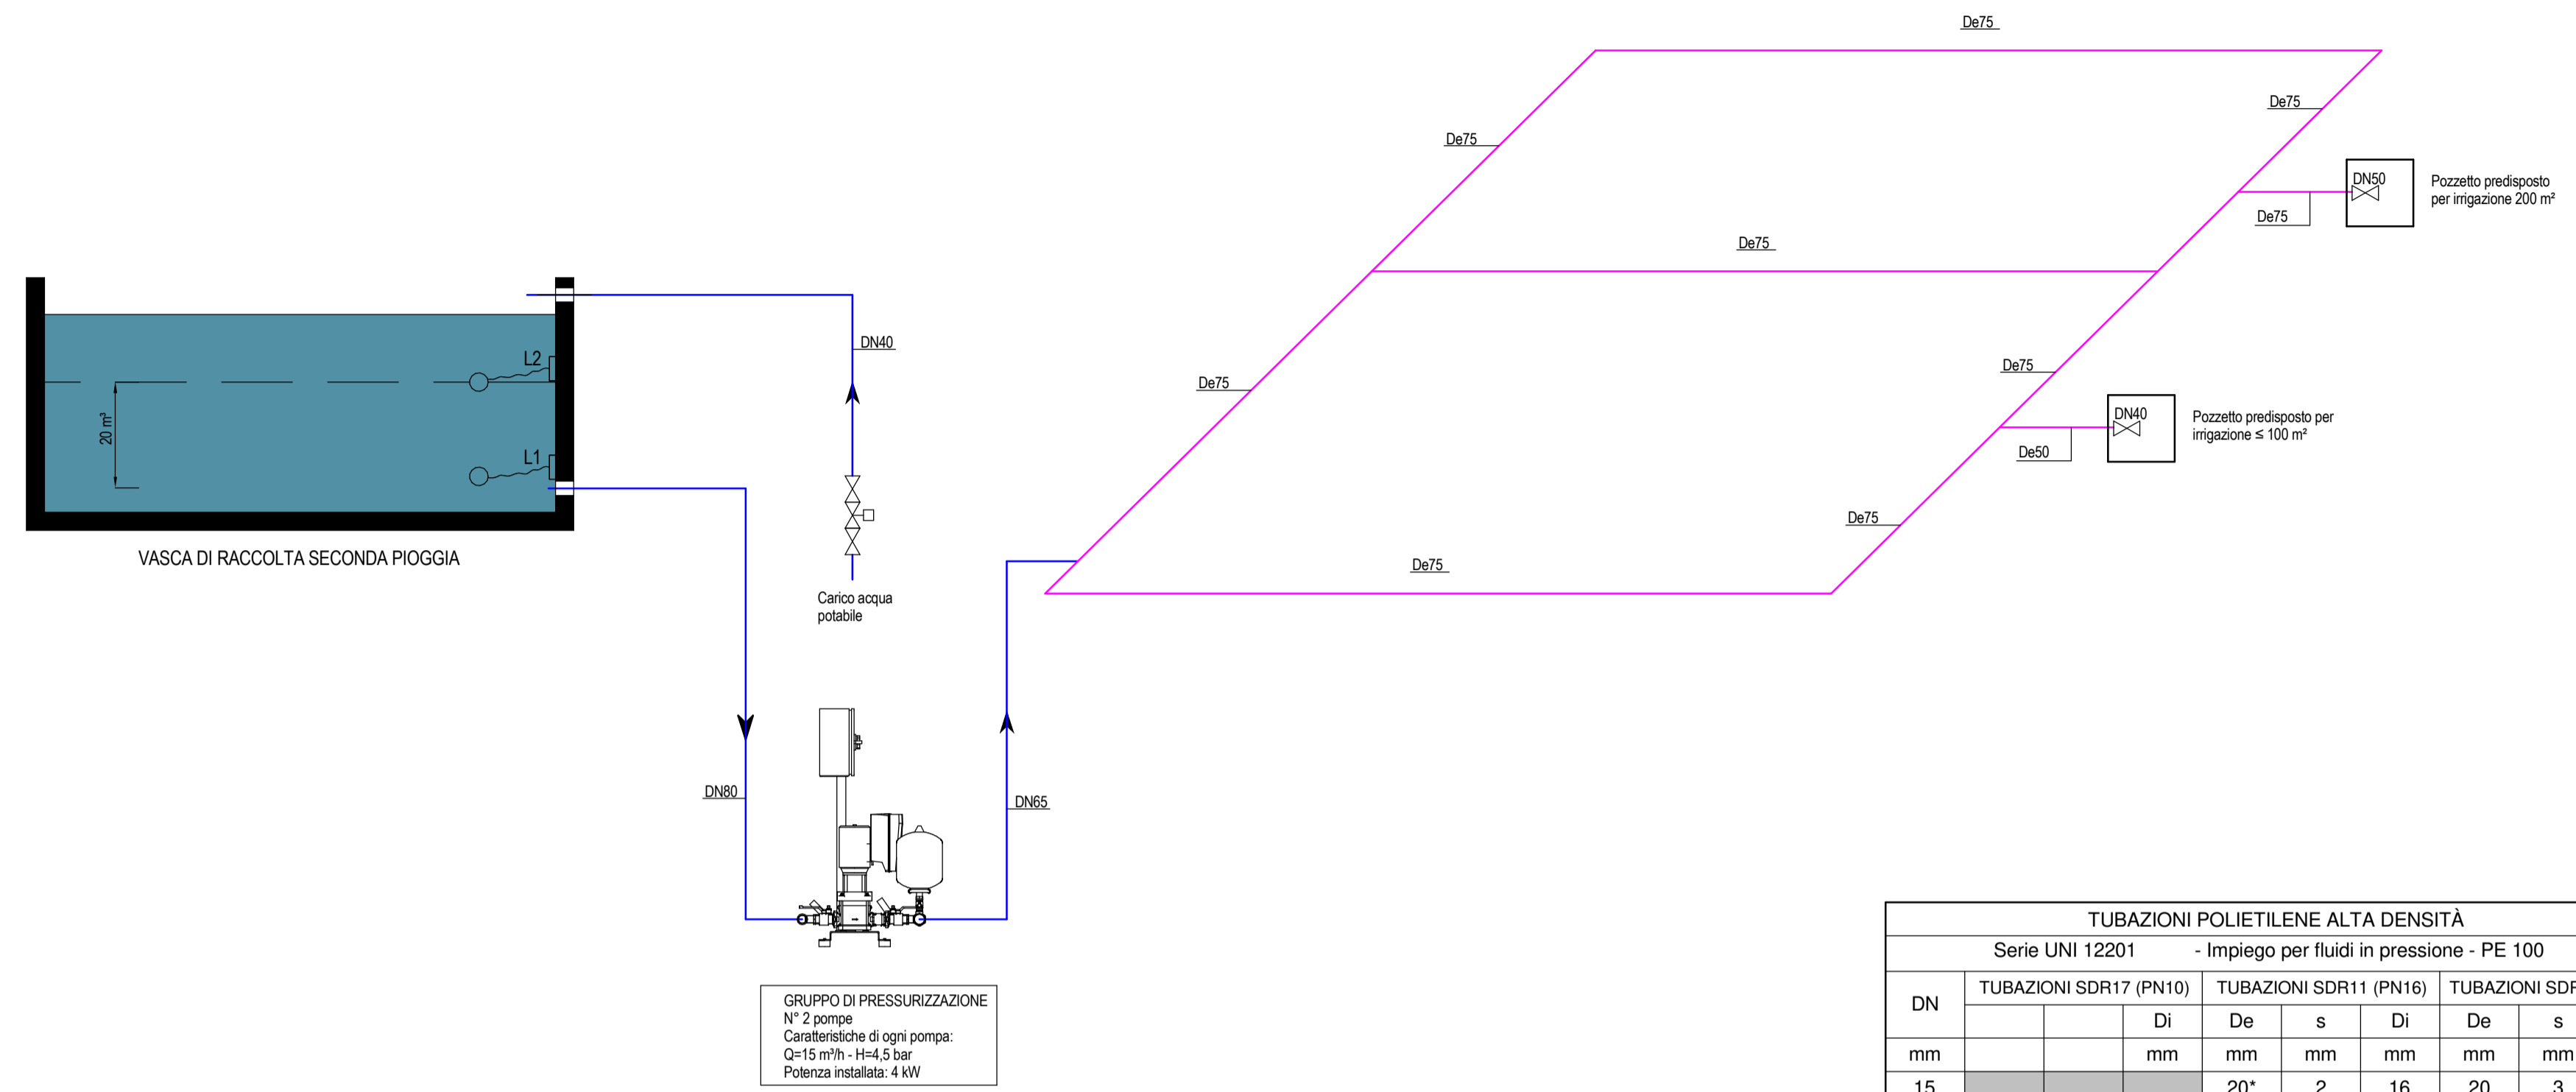 De75
De75
De75
DN50
Pozzetto predisposto
per irrigazione 200 m²
De75
De75
L2
DN40
De75
De75
20 m³
DN40
Pozzetto predisposto per
irrigazione ≤ 100 m²
De50
L1
De75
VASCA DI RACCOLTA SECONDA PIOGGIA
De75
Carico acqua
potabile
DN80
DN65
GRUPPO DI PRESSURIZZAZIONE
N° 2 pompe
Caratteristiche di ogni pompa:
Q=15 m³/h - H=4,5 bar
Potenza installata: 4 kW
TUBAZIONI POLIETILENE ALTA DENSITÀ
Serie UNI 12201 - Impiego per fluidi in pressione - PE 100
DN TUBAZIONI SDR17 (PN10) TUBAZIONI SDR11 (PN16) TUBAZIONI SDR
Di De s Di De s
mm mm mm mm mm mm mm
15 20* 2 16 20 3